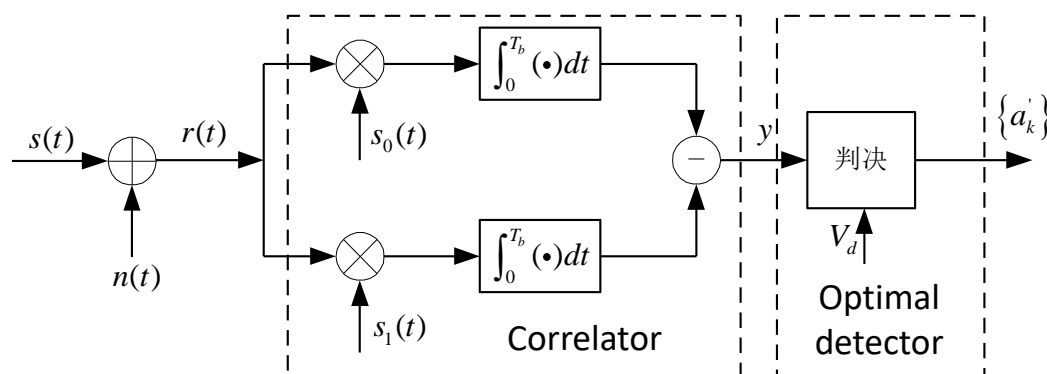 s(t)
r(t)
n(t)
s₀(t)
∫₀^{T_b} (•)dt
s₁(t)
∫₀^{T_b} (•)dt
−
Correlator
y
判决
V_d
{a'_k}
Optimal
detector